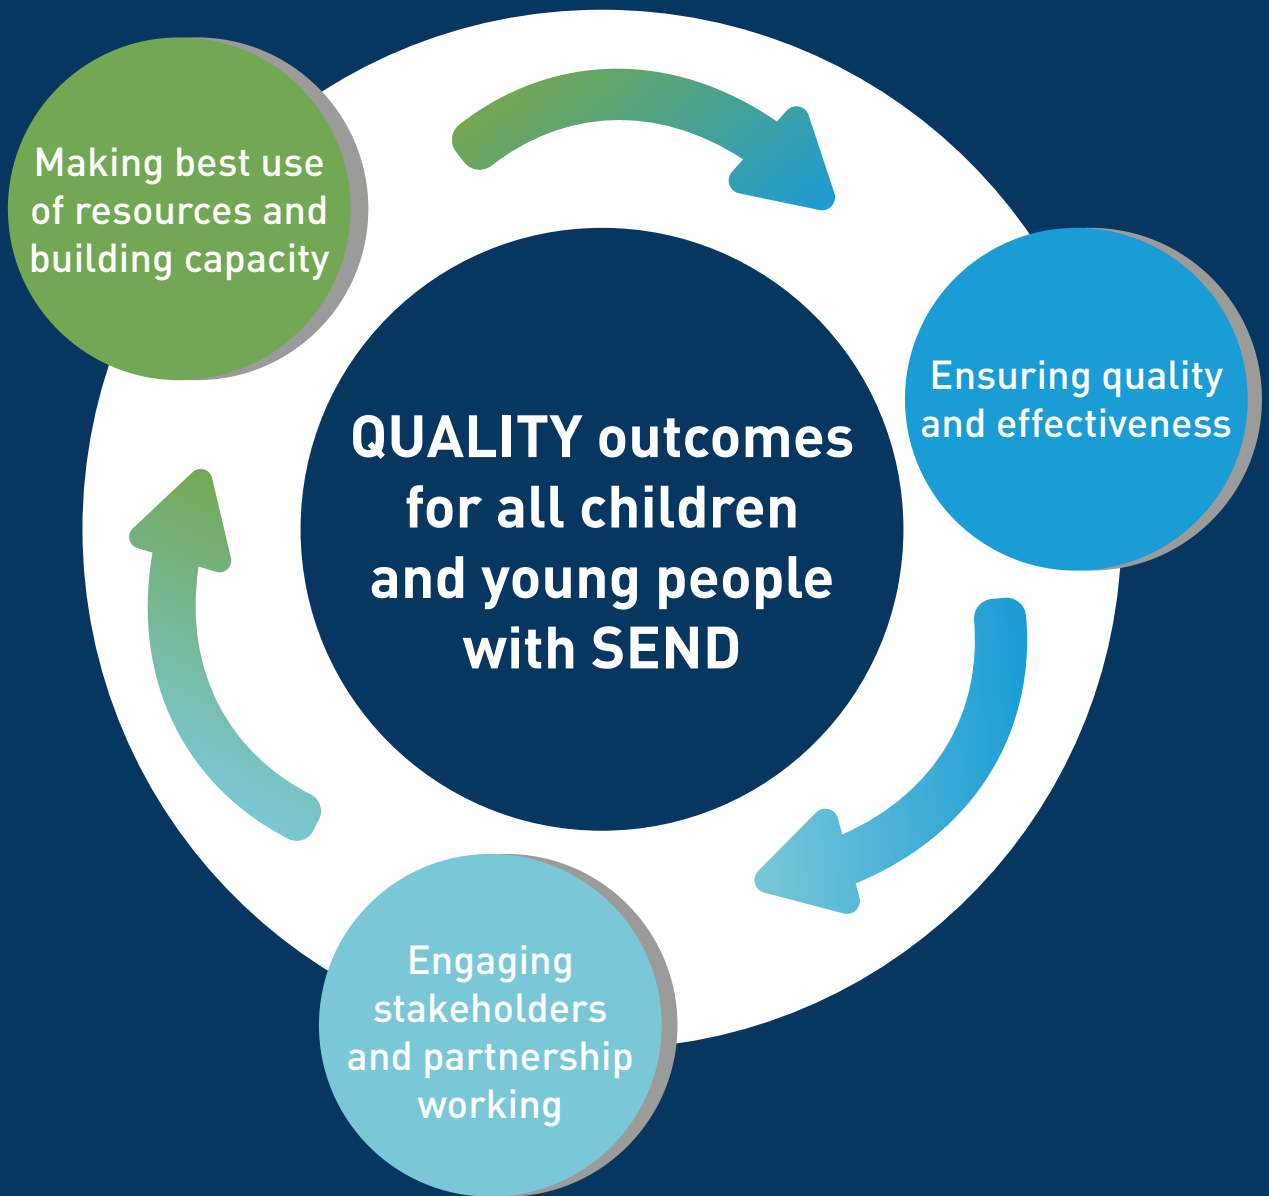 Making best use
of resources and
building capacity
Ensuring quality
and effectiveness
QUALITY outcomes
for all children
and young people
with SEND
Engaging
stakeholders
and partnership
working